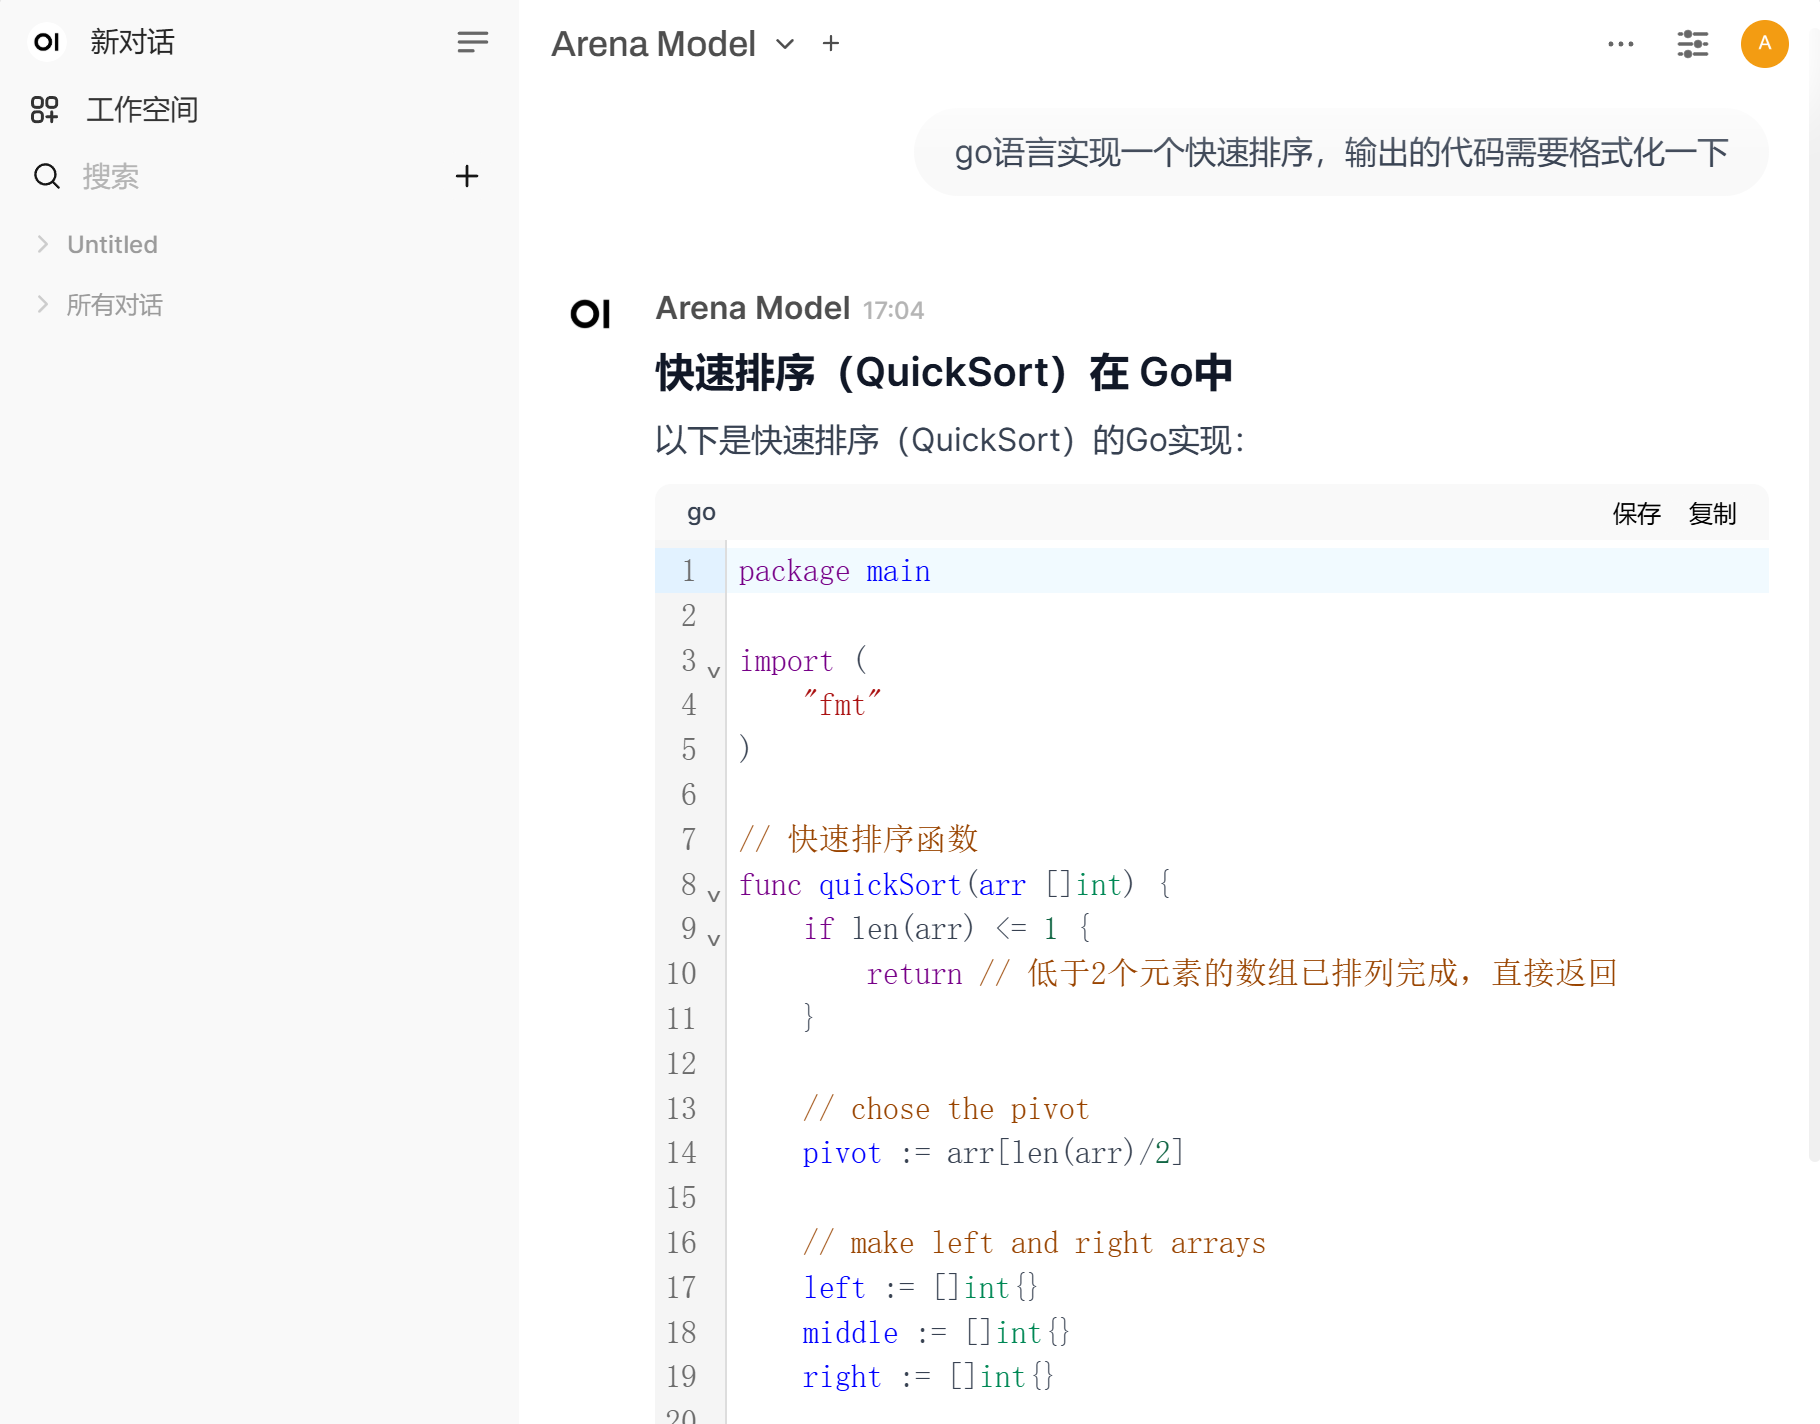 OI 新对话
工作空间
搜索
Untitled
所有对话
Arena Model
A
go语言实现一个快速排序，输出的代码需要格式化一下
OI Arena Model 17:04
快速排序（QuickSort）在 Go中
以下是快速排序（QuickSort）的Go实现：
go 保存 复制
1 package main
2
3 import (
4 "fmt"
5 )
6
7 // 快速排序函数
8 func quickSort(arr []int) {
9 if len(arr) <= 1 {
10 return // 低于2个元素的数组已排列完成，直接返回
11 }
12
13 // chose the pivot
14 pivot := arr[len(arr)/2]
15
16 // make left and right arrays
17 left := []int{}
18 middle := []int{}
19 right := []int{}
20